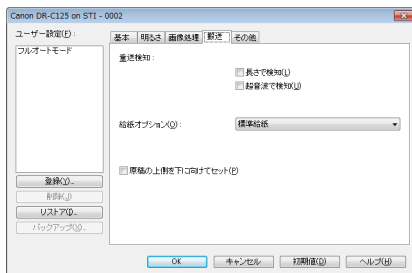 Canon DR-C125 on STI - 0002
ユーザー設定(F):
フルオートモード
登録(Y)...
削除(J)
リストア(7)...
バックアップ(X)...
基本
明るさ
画像処理
搬送
その他
重送検知:
長さで検知(L)
超音波で検知(U)
給紙オプション(O):
標準給紙
原稿の上側を下に向けてセット(P)
OK
キャンセル
初期値(D)
ヘルプ(H)